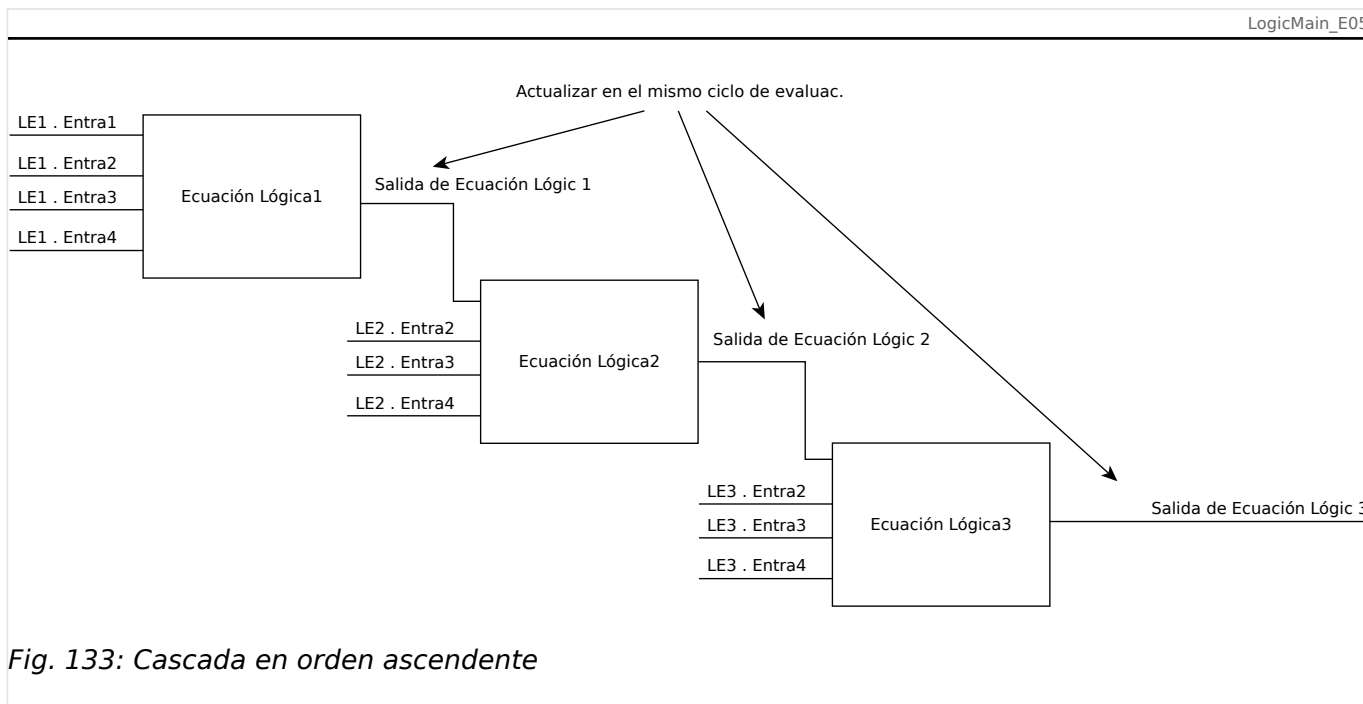 LogicMain_E05
Actualizar en el mismo ciclo de evaluac.
LE1 . Entra1
LE1 . Entra2
LE1 . Entra3
LE1 . Entra4
Ecuación Lógica1
Salida de Ecuación Lógic 1
LE2 . Entra2
LE2 . Entra3
LE2 . Entra4
Ecuación Lógica2
Salida de Ecuación Lógic 2
LE3 . Entra2
LE3 . Entra3
LE3 . Entra4
Ecuación Lógica3
Salida de Ecuación Lógic 3
Fig. 133: Cascada en orden ascendente